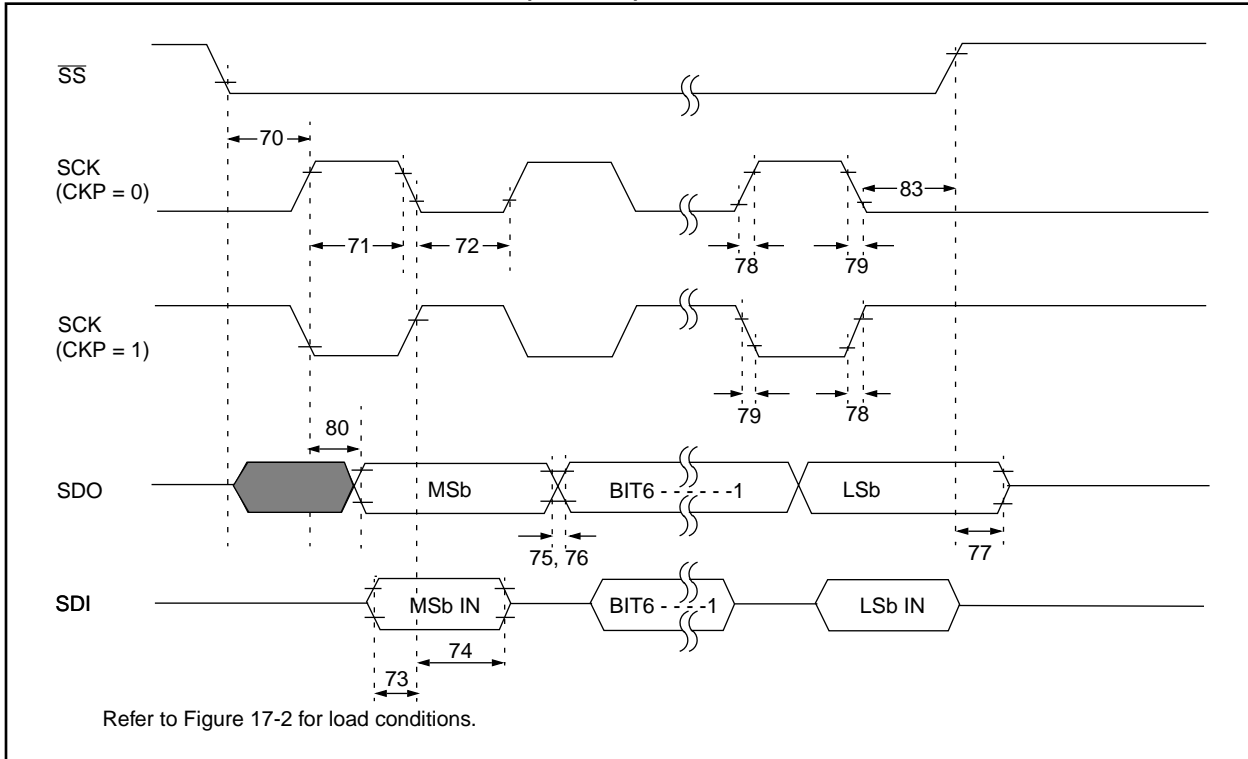 SS
70
SCK
(CKP = 0)
83
71
72
78
79
SCK
(CKP = 1)
79
78
80
SDO
MSb
BIT6 - - - - - -1
LSb
75, 76
77
SDI
MSb IN
BIT6 - - - -1
LSb IN
74
73
Refer to Figure 17-2 for load conditions.